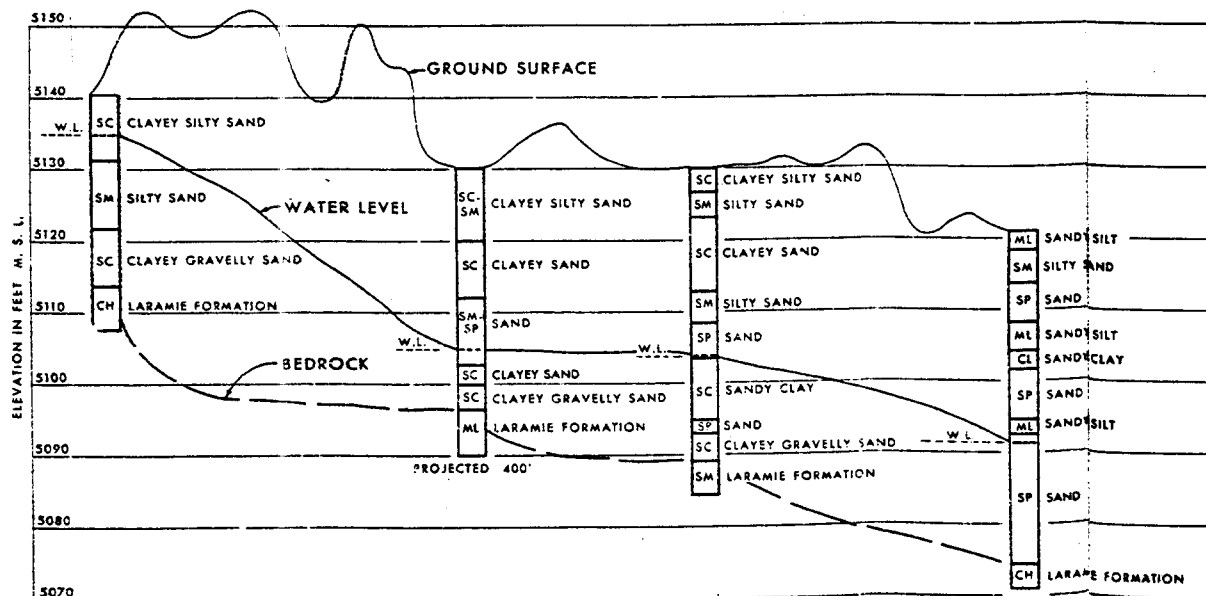 ELEVATION IN FEET M. S. L.
5150
5140
5130
5120
5110
5100
5090
5080
5070
GROUND SURFACE
WATER LEVEL
BEDROCK
W.L.
SC CLAYEY SILTY SAND
SM SILTY SAND
SC CLAYEY GRAVELLY SAND
CH LARAMIE FORMATION
SC-
SM CLAYEY SILTY SAND
SC CLAYEY SAND
SM-
SP SAND
W.L.
SC CLAYEY SAND
SC CLAYEY GRAVELLY SAND
ML LARAMIE FORMATION
PROJECTED 400'
SC CLAYEY SILTY SAND
SM SILTY SAND
SC CLAYEY SAND
SM SILTY SAND
SP SAND
W.L.
SC SANDY CLAY
SP SAND
SC CLAYEY GRAVELLY SAND
SM LARAMIE FORMATION
ML SANDY SILT
SM SILTY SAND
SP SAND
ML SANDY SILT
CL SANDY CLAY
SP SAND
ML SANDY SILT
W.L.
SP SAND
CH LARAMIE FORMATION